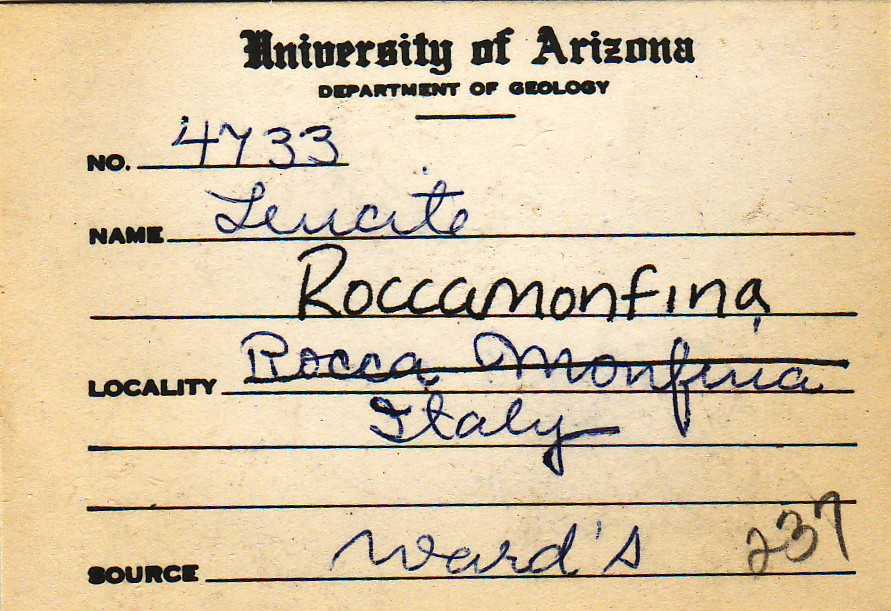 University of Arizona
DEPARTMENT OF GEOLOGY
NO. 4733
NAME Leucite
Roccamonfina
LOCALITY Rocca Monfina
Italy
SOURCE Ward's 237